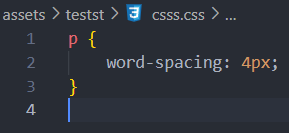 assets > testst > csss.css > ...
1 p {
2 word-spacing: 4px;
3 }
4